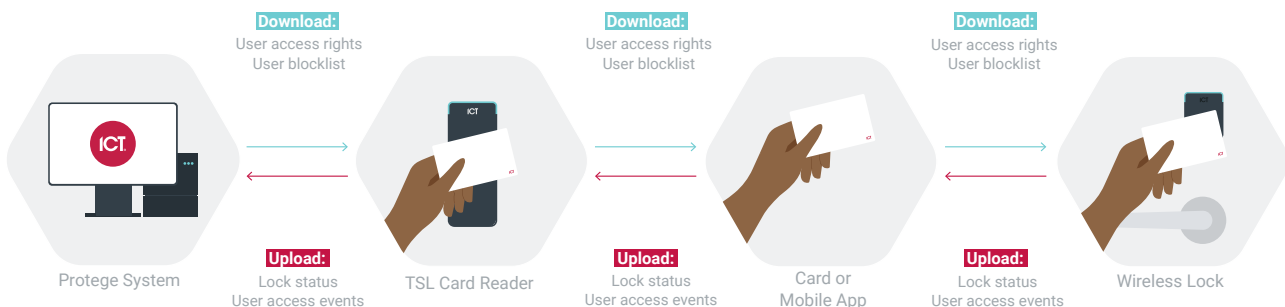 Download:
User access rights
User blocklist
Download:
User access rights
User blocklist
Download:
User access rights
User blocklist
ICT
ICT
Protege System
Upload:
Lock status
User access events
TSL Card Reader
Upload:
Lock status
User access events
Card or
Mobile App
Upload:
Lock status
User access events
Wireless Lock